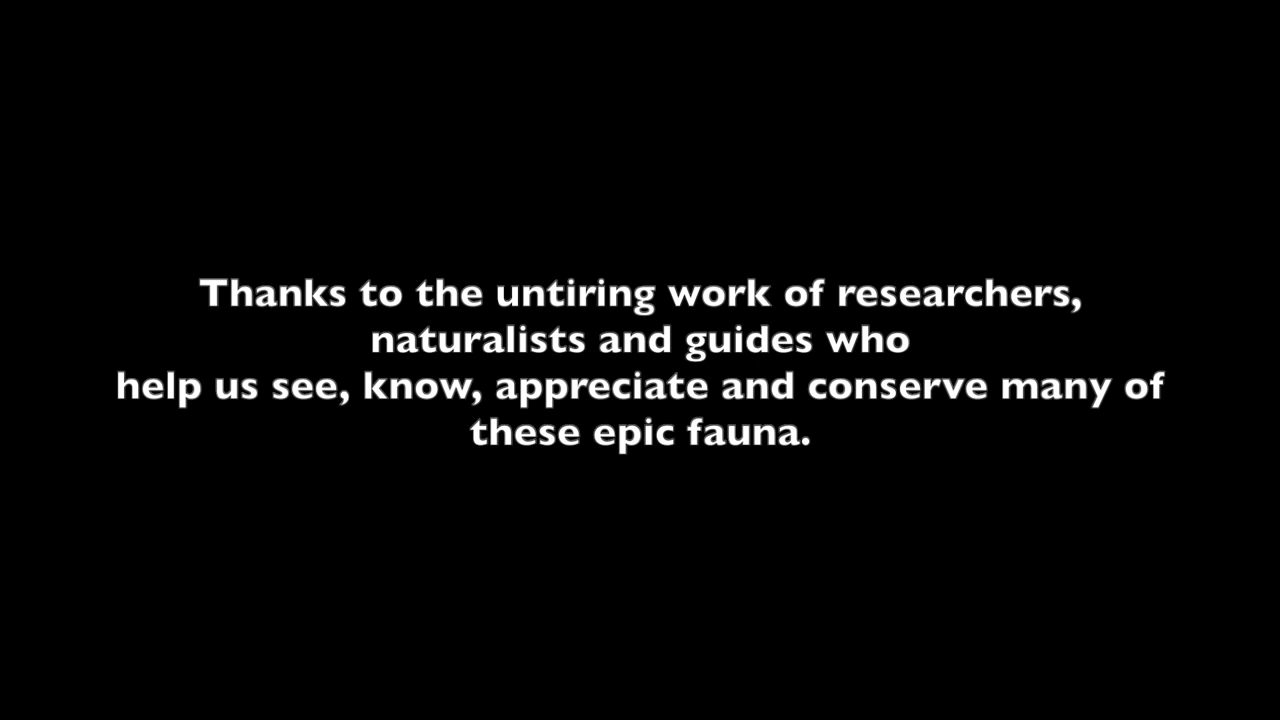 Thanks to the untiring work of researchers,
naturalists and guides who
help us see, know, appreciate and conserve many of
these epic fauna.